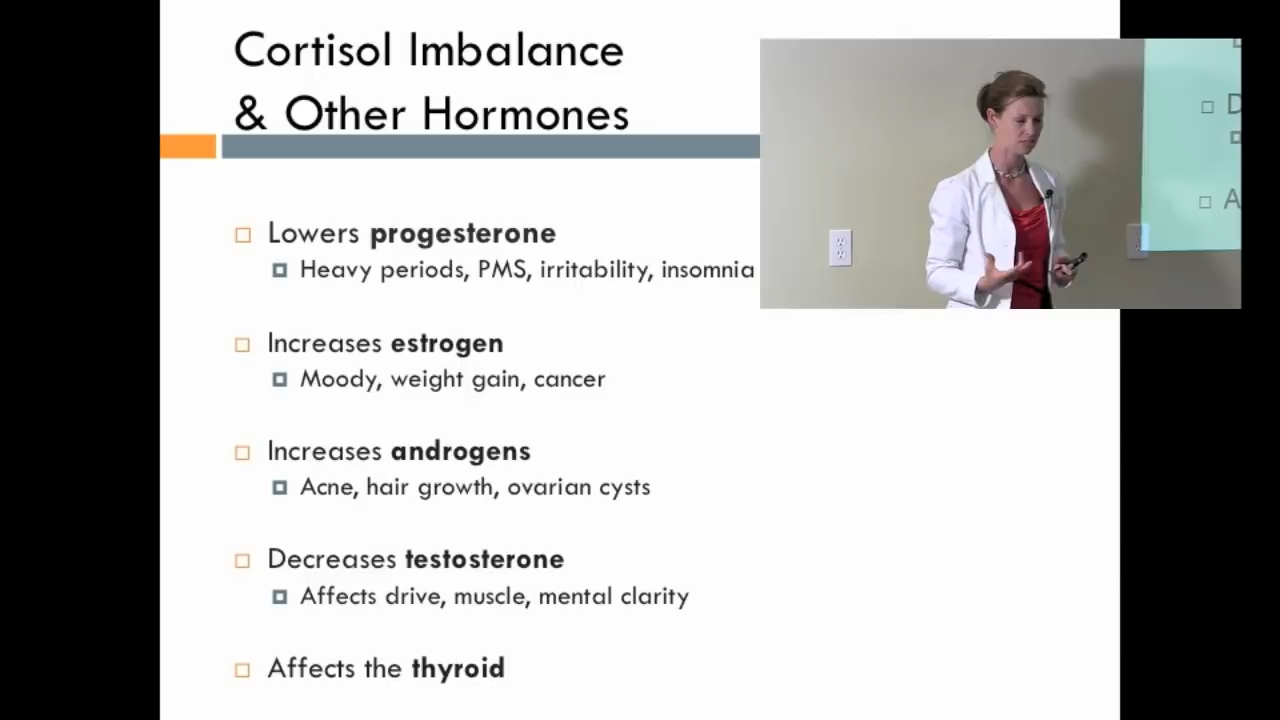 Cortisol Imbalance
& Other Hormones
Lowers progesterone
Heavy periods, PMS, irritability, insomnia
Increases estrogen
Moody, weight gain, cancer
Increases androgens
Acne, hair growth, ovarian cysts
Decreases testosterone
Affects drive, muscle, mental clarity
Affects the thyroid
D
A